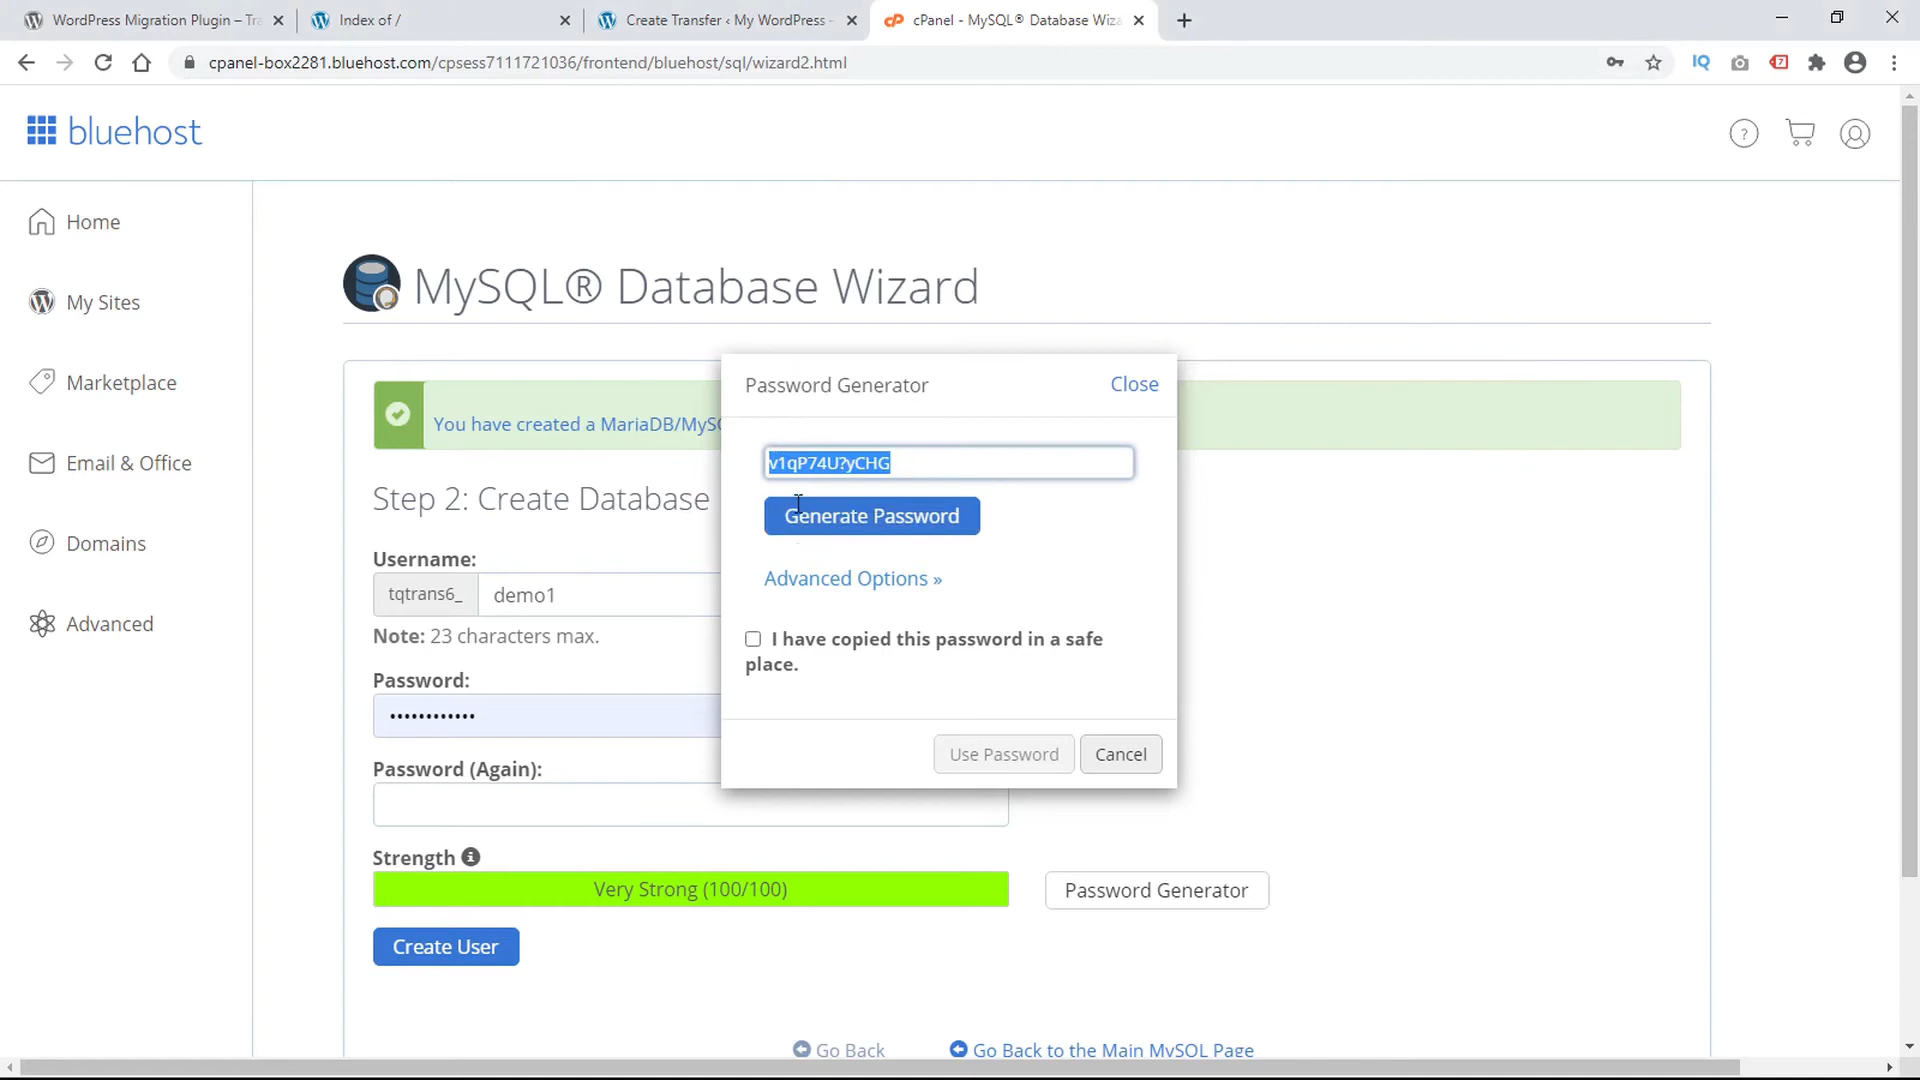 WordPress Migration Plugin – Tra
Index of /
Create Transfer ‹ My WordPress –
cPanel - MySQL® Database Wiza
cpanel-box2281.bluehost.com/cpsess7111721036/frontend/bluehost/sql/wizard2.html
IQ
7
bluehost
?
Home
My Sites
Marketplace
Email & Office
Domains
Advanced
MySQL® Database Wizard
You have created a MariaDB/MySQ
Step 2: Create Database
Username:
tqtrans6_
demo1
Note: 23 characters max.
Password:
••••••••••••
Password (Again):
Strength
Very Strong (100/100)
Password Generator
Create User
Go Back
Go Back to the Main MySQL Page
Password Generator
Close
v1qP74U?yCHG
Generate Password
Advanced Options »
I have copied this password in a safe
place.
Use Password
Cancel